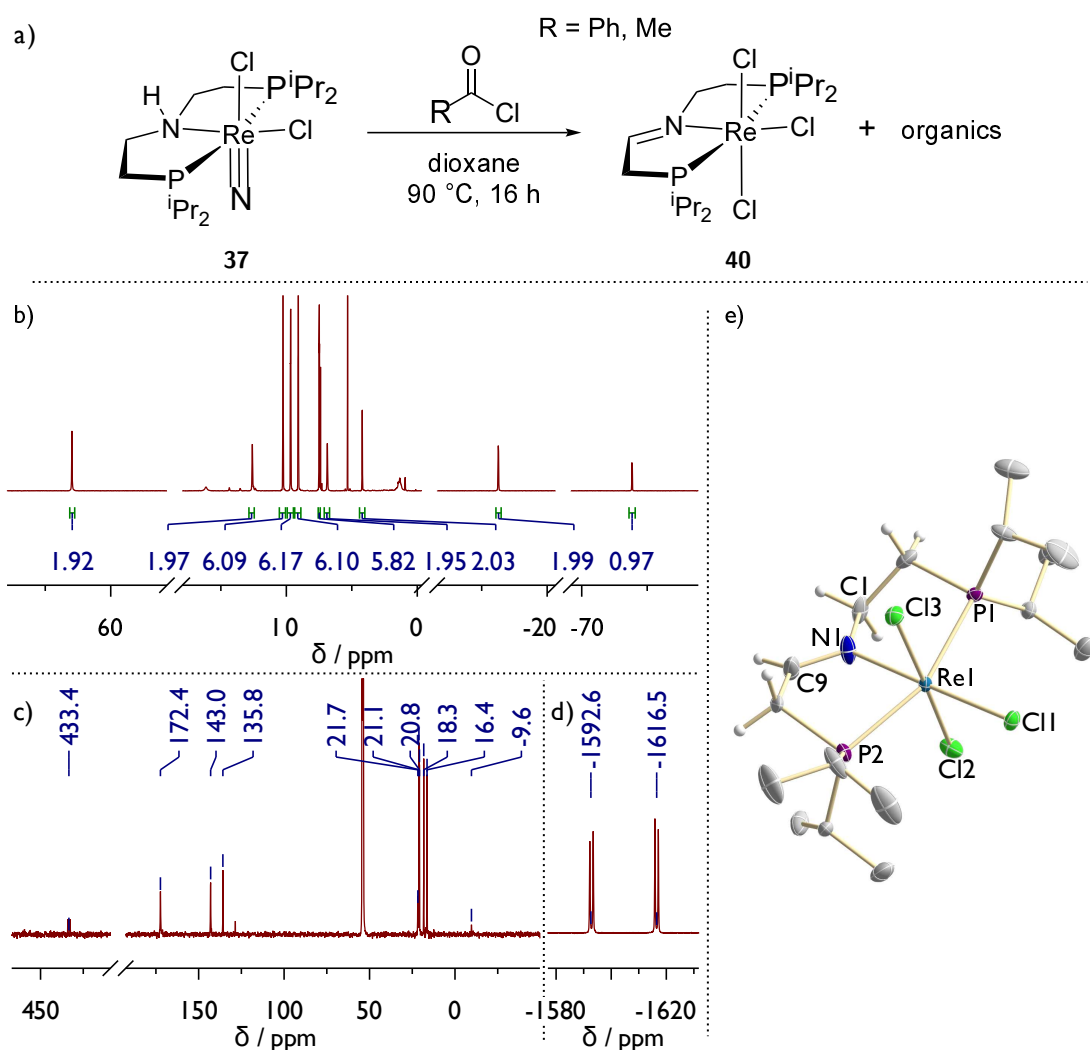 a)
R = Ph, Me
O
R Cl
dioxane
90 °C, 16 h
Cl
H
PⁱPr₂
N Re Cl
P
ⁱPr₂
N
37
Cl
PⁱPr₂
N Re Cl
P
ⁱPr₂
Cl
40
+ organics
b)
1.92 1.97 6.09 6.17 6.10 5.82 1.95 2.03 1.99 0.97
60 10 0 -20 -70
δ / ppm
c)
433.4 172.4 143.0 135.8 21.7 21.1 20.8 18.3 16.4 -9.6
450 150 100 50 0
δ / ppm
d)
-1592.6 -1616.5
-1580 -1620
δ / ppm
e)
C1
Cl3
P1
N1
C9
Re1
Cl1
P2
Cl2